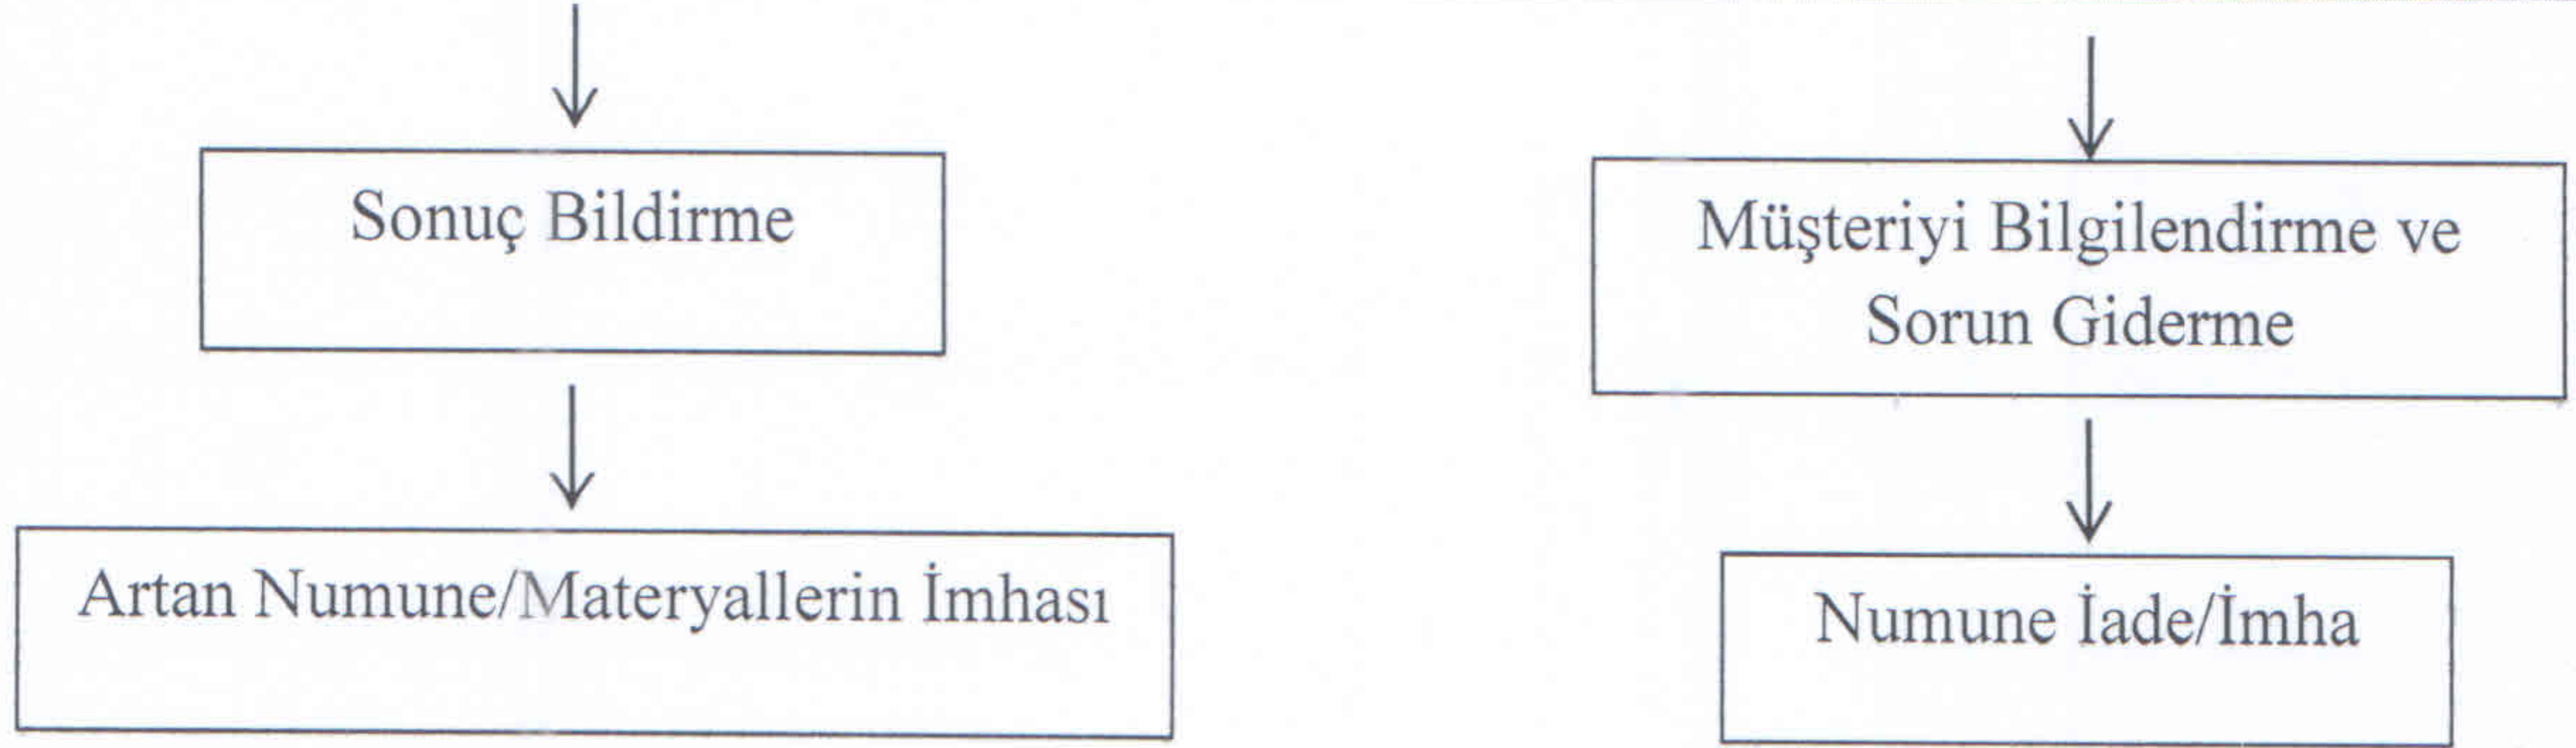 Sonuç Bildirme
Müşteriyi Bilgilendirme ve
Sorun Giderme
Artan Numune/Materyallerin İmhası
Numune İade/İmha